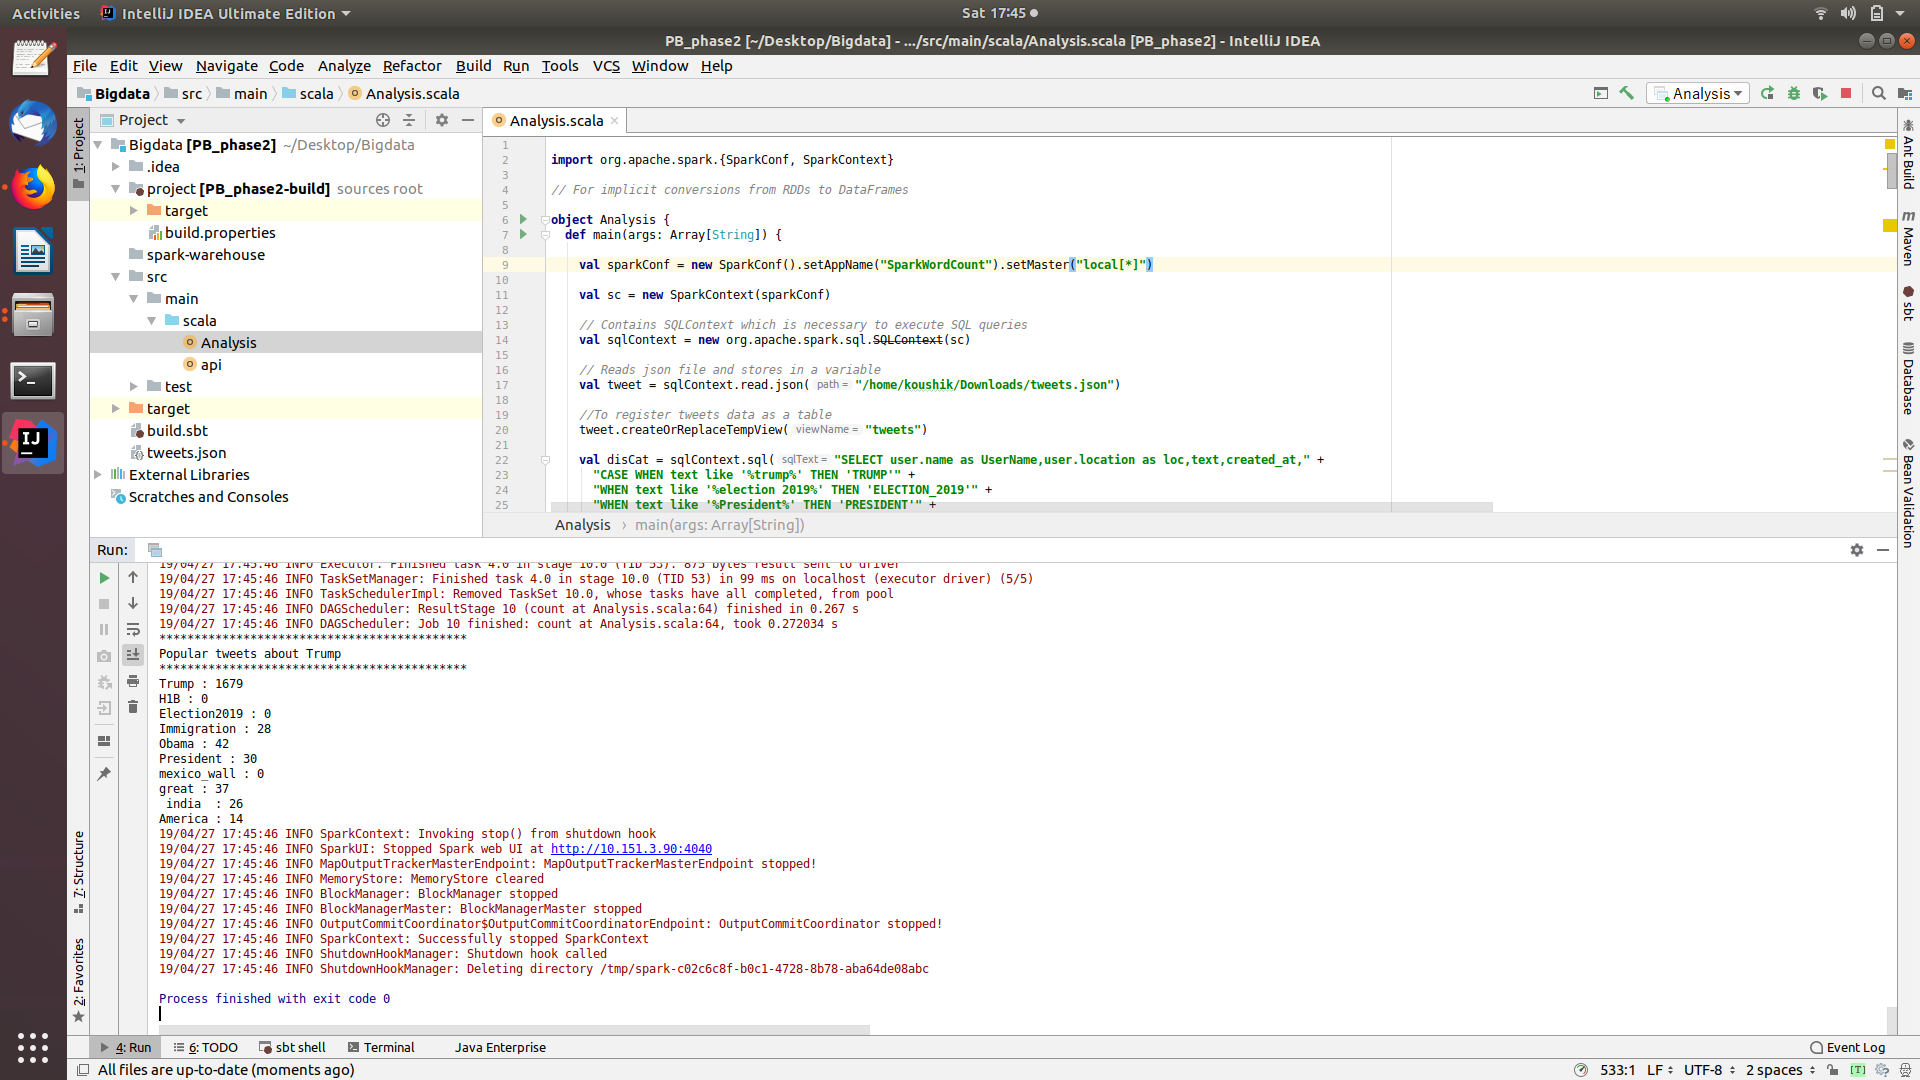 Activities IntelliJ IDEA Ultimate Edition Sat 17:45
PB_phase2 [~/Desktop/Bigdata] - .../src/main/scala/Analysis.scala [PB_phase2] - IntelliJ IDEA
File Edit View Navigate Code Analyze Refactor Build Run Tools VCS Window Help
Bigdata src main scala Analysis.scala Analysis
Project
Analysis.scala
1: Project
7: Structure
2: Favorites
Bigdata [PB_phase2] ~/Desktop/Bigdata
.idea
project [PB_phase2-build] sources root
target
build.properties
spark-warehouse
src
main
scala
Analysis
api
test
target
build.sbt
tweets.json
External Libraries
Scratches and Consoles
1
2 import org.apache.spark.{SparkConf, SparkContext}
3
4 // For implicit conversions from RDDs to DataFrames
5
6 object Analysis {
7 def main(args: Array[String]) {
8
9 val sparkConf = new SparkConf().setAppName("SparkWordCount").setMaster("local[*]")
10
11 val sc = new SparkContext(sparkConf)
12
13 // Contains SQLContext which is necessary to execute SQL queries
14 val sqlContext = new org.apache.spark.sql.SQLContext(sc)
15
16 // Reads json file and stores in a variable
17 val tweet = sqlContext.read.json( path = "/home/koushik/Downloads/tweets.json")
18
19 //To register tweets data as a table
20 tweet.createOrReplaceTempView( viewName = "tweets")
21
22 val disCat = sqlContext.sql( sqlText = "SELECT user.name as UserName,user.location as loc,text,created_at," +
23 "CASE WHEN text like '%trump%' THEN 'TRUMP'" +
24 "WHEN text like '%election 2019%' THEN 'ELECTION_2019'" +
25 "WHEN text like '%President%' THEN 'PRESIDENT'" +
Analysis › main(args: Array[String])
Ant Build
Maven
sbt
Database
Bean Validation
Run:
19/04/27 17:45:46 INFO Executor: Finished task 4.0 in stage 10.0 (TID 53). 875 bytes result sent to driver
19/04/27 17:45:46 INFO TaskSetManager: Finished task 4.0 in stage 10.0 (TID 53) in 99 ms on localhost (executor driver) (5/5)
19/04/27 17:45:46 INFO TaskSchedulerImpl: Removed TaskSet 10.0, whose tasks have all completed, from pool
19/04/27 17:45:46 INFO DAGScheduler: ResultStage 10 (count at Analysis.scala:64) finished in 0.267 s
19/04/27 17:45:46 INFO DAGScheduler: Job 10 finished: count at Analysis.scala:64, took 0.272034 s
********************************************
Popular tweets about Trump
********************************************
Trump : 1679
H1B : 0
Election2019 : 0
Immigration : 28
Obama : 42
President : 30
mexico_wall : 0
great : 37
india : 26
America : 14
19/04/27 17:45:46 INFO SparkContext: Invoking stop() from shutdown hook
19/04/27 17:45:46 INFO SparkUI: Stopped Spark web UI at http://10.151.3.90:4040
19/04/27 17:45:46 INFO MapOutputTrackerMasterEndpoint: MapOutputTrackerMasterEndpoint stopped!
19/04/27 17:45:46 INFO MemoryStore: MemoryStore cleared
19/04/27 17:45:46 INFO BlockManager: BlockManager stopped
19/04/27 17:45:46 INFO BlockManagerMaster: BlockManagerMaster stopped
19/04/27 17:45:46 INFO OutputCommitCoordinator$OutputCommitCoordinatorEndpoint: OutputCommitCoordinator stopped!
19/04/27 17:45:46 INFO SparkContext: Successfully stopped SparkContext
19/04/27 17:45:46 INFO ShutdownHookManager: Shutdown hook called
19/04/27 17:45:46 INFO ShutdownHookManager: Deleting directory /tmp/spark-c02c6c8f-b0c1-4728-8b78-aba64de08abc
Process finished with exit code 0
4: Run 6: TODO sbt shell Terminal Java Enterprise Event Log
All files are up-to-date (moments ago) 533:1 LF UTF-8 2 spaces [T]